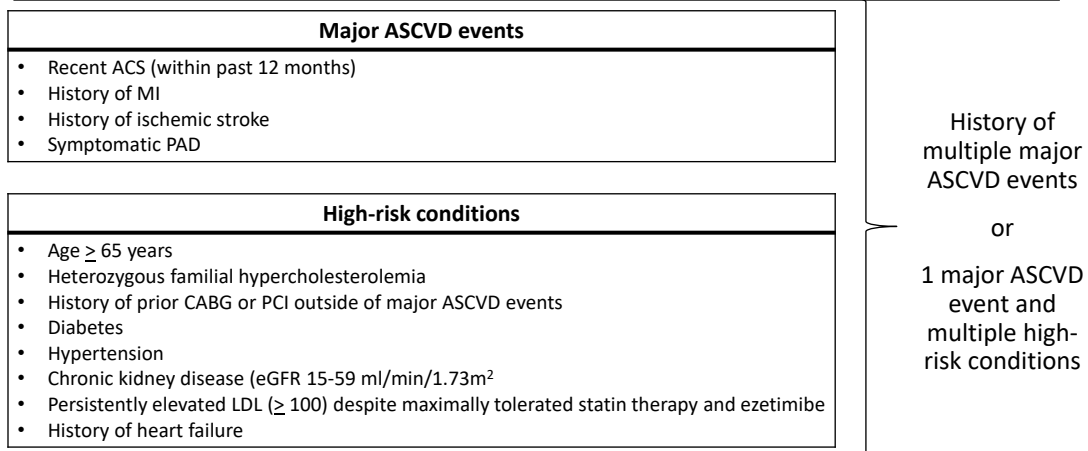 Major ASCVD events
• Recent ACS (within past 12 months)
• History of MI
• History of ischemic stroke
• Symptomatic PAD
High-risk conditions
• Age ≥ 65 years
• Heterozygous familial hypercholesterolemia
• History of prior CABG or PCI outside of major ASCVD events
• Diabetes
• Hypertension
• Chronic kidney disease (eGFR 15-59 ml/min/1.73m²
• Persistently elevated LDL (≥ 100) despite maximally tolerated statin therapy and ezetimibe
• History of heart failure
History of
multiple major
ASCVD events
or
1 major ASCVD
event and
multiple high-
risk conditions